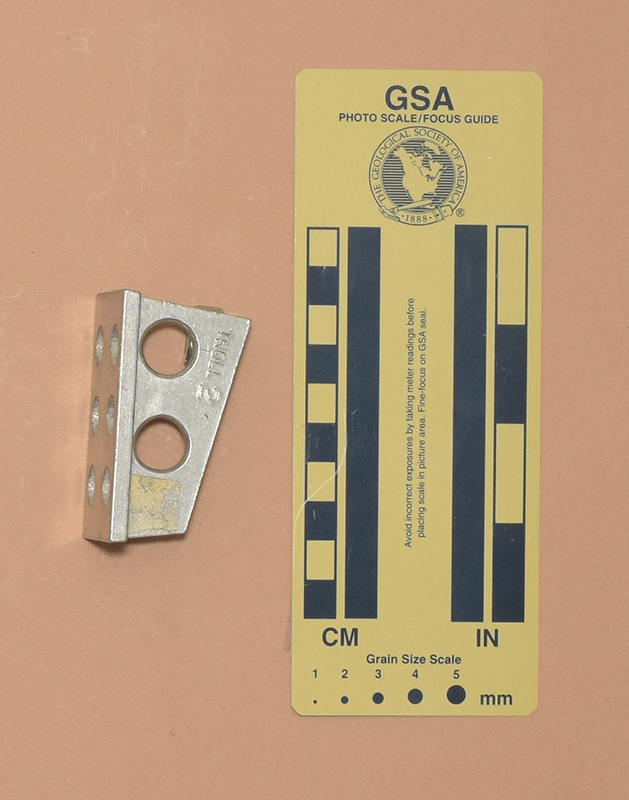 GSA
PHOTO SCALE/FOCUS GUIDE
THE GEOLOGICAL SOCIETY OF AMERICA
·1888·
®
TROLL
2
Avoid incorrect exposures by taking meter readings before
placing scale in picture area. Fine-focus on GSA seal.
CM
IN
Grain Size Scale
1 2 3 4 5
mm